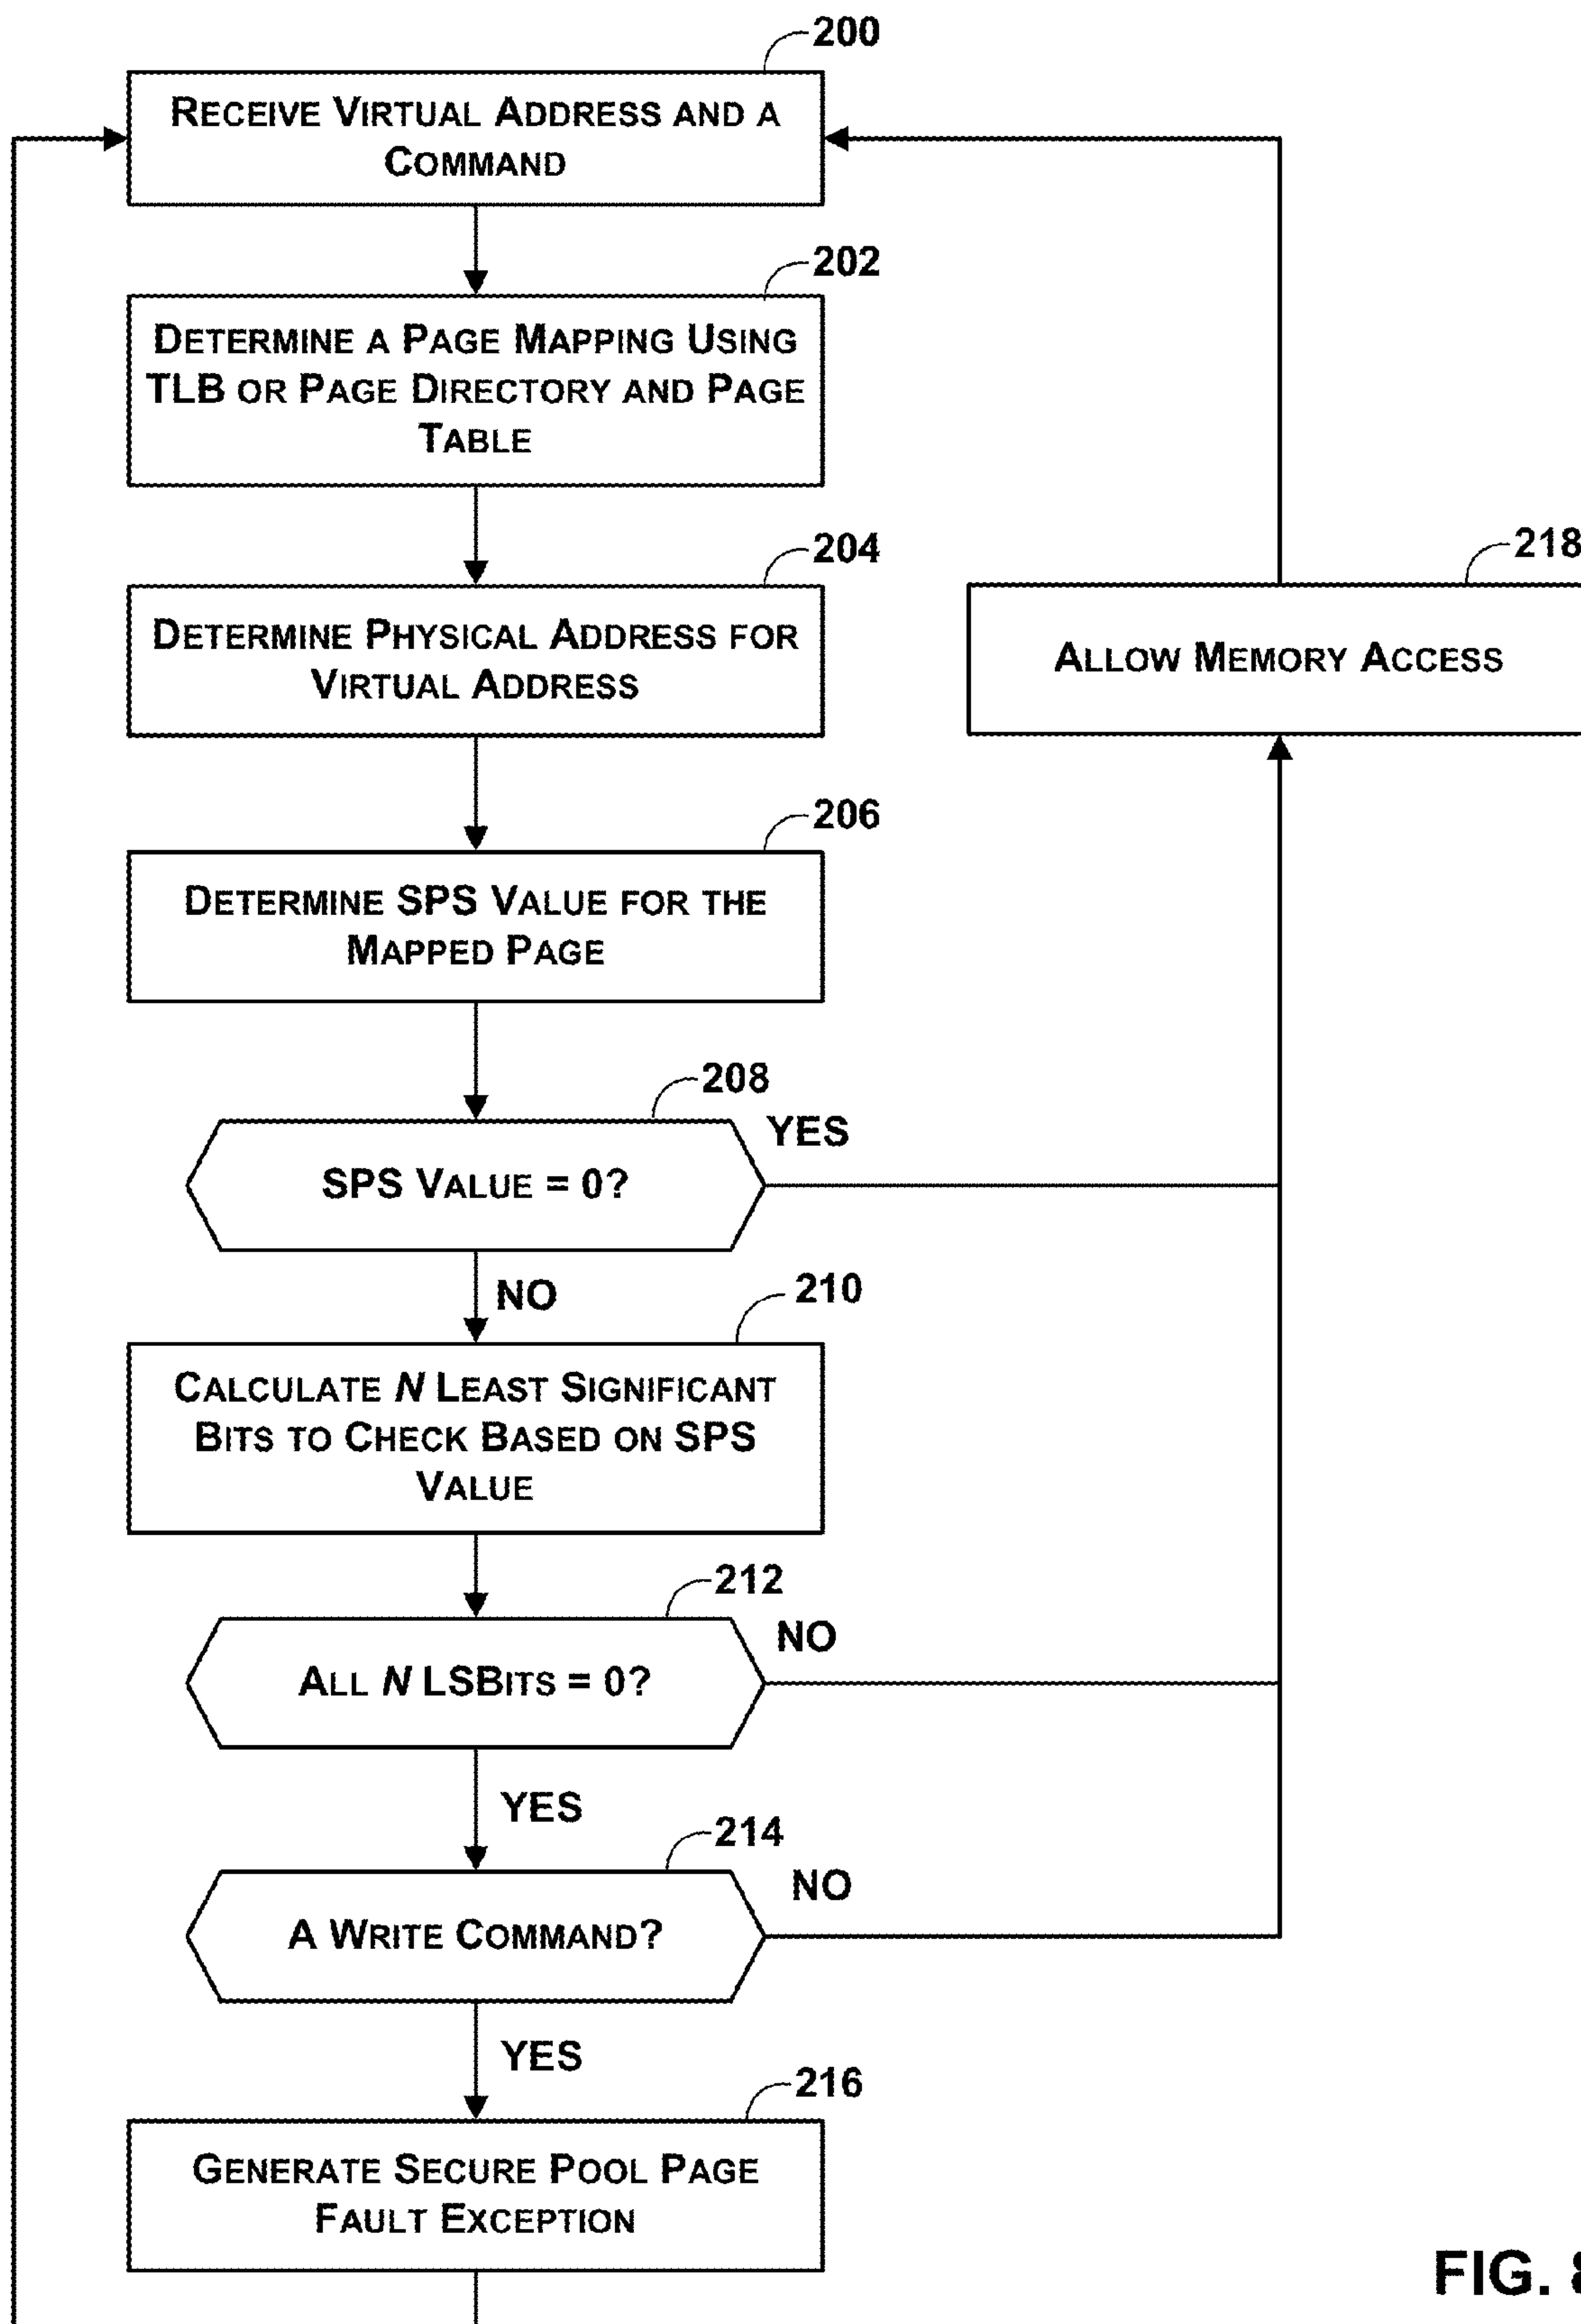 200
RECEIVE VIRTUAL ADDRESS AND A
COMMAND
202
DETERMINE A PAGE MAPPING USING
TLB OR PAGE DIRECTORY AND PAGE
TABLE
204
DETERMINE PHYSICAL ADDRESS FOR
VIRTUAL ADDRESS
218
ALLOW MEMORY ACCESS
206
DETERMINE SPS VALUE FOR THE
MAPPED PAGE
208
SPS VALUE = 0?
YES
NO
210
CALCULATE N LEAST SIGNIFICANT
BITS TO CHECK BASED ON SPS
VALUE
212
ALL N LSBITS = 0?
NO
YES
214
A WRITE COMMAND?
NO
YES
216
GENERATE SECURE POOL PAGE
FAULT EXCEPTION
FIG. 8